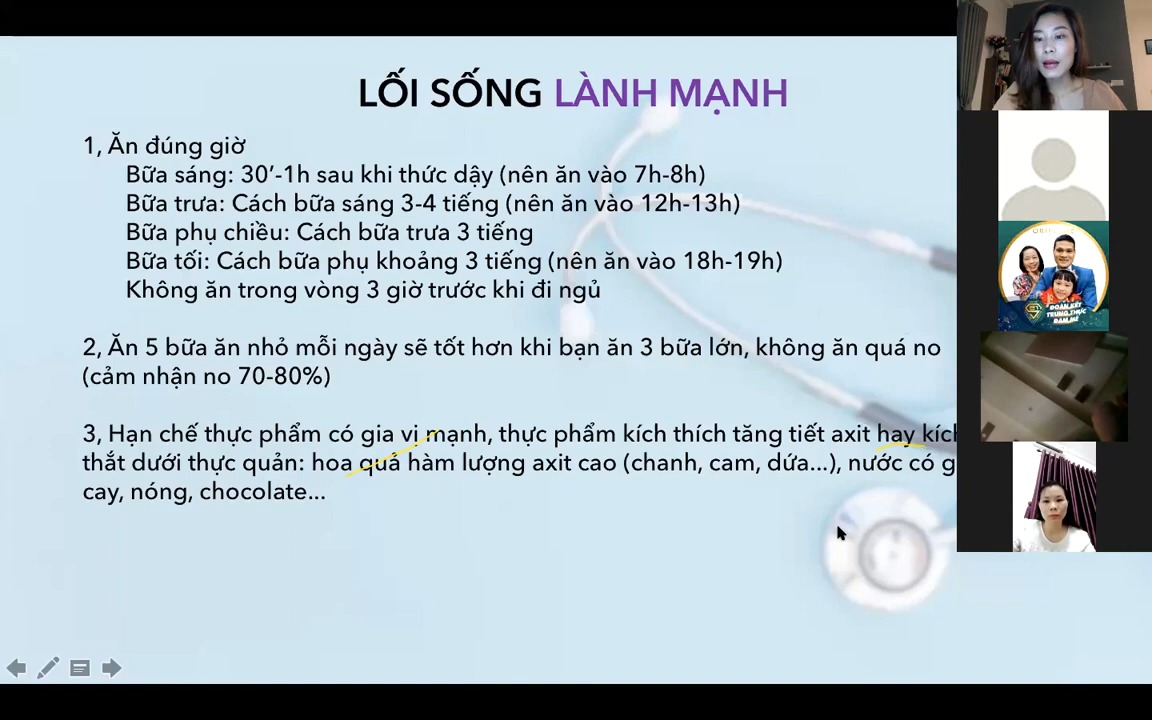 LỐI SỐNG LÀNH MẠNH
1, Ăn đúng giờ
Bữa sáng: 30’-1h sau khi thức dậy (nên ăn vào 7h-8h)
Bữa trưa: Cách bữa sáng 3-4 tiếng (nên ăn vào 12h-13h)
Bữa phụ chiều: Cách bữa trưa 3 tiếng
Bữa tối: Cách bữa phụ khoảng 3 tiếng (nên ăn vào 18h-19h)
Không ăn trong vòng 3 giờ trước khi đi ngủ
2, Ăn 5 bữa ăn nhỏ mỗi ngày sẽ tốt hơn khi bạn ăn 3 bữa lớn, không ăn quá no
(cảm nhận no 70-80%)
3, Hạn chế thực phẩm có gia vị mạnh, thực phẩm kích thích tăng tiết axit hay kích
thắt dưới thực quản: hoa quả hàm lượng axit cao (chanh, cam, dứa...), nước có g
cay, nóng, chocolate...
ĐOÀN KẾT
TRUNG THỰC
ĐAM MÊ